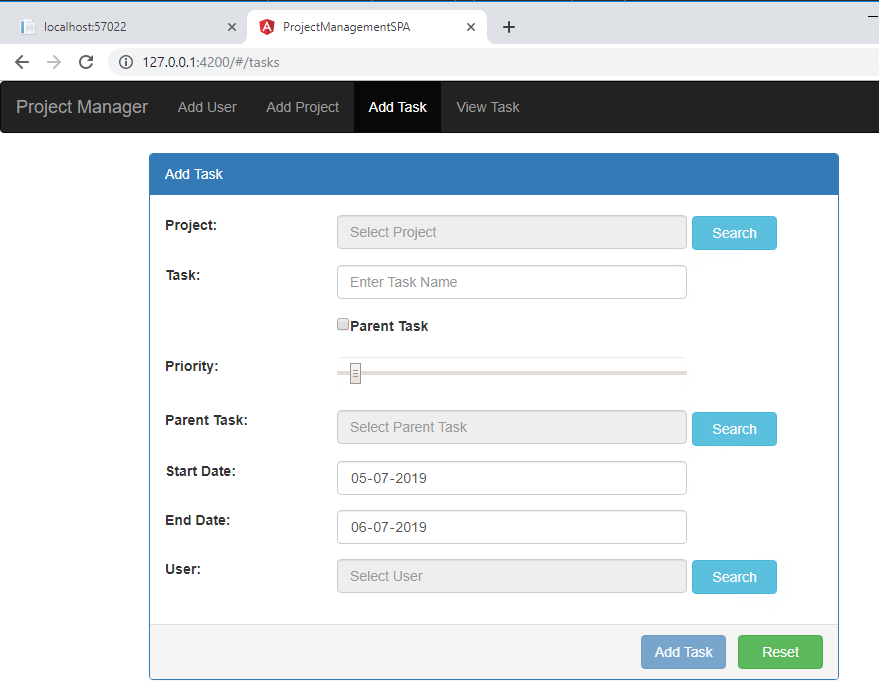 localhost:57022
ProjectManagementSPA
127.0.0.1:4200/#/tasks
Project Manager Add User Add Project Add Task View Task
Add Task
Project: Select Project Search
Task: Enter Task Name
Parent Task
Priority:
Parent Task: Select Parent Task Search
Start Date: 05-07-2019
End Date: 06-07-2019
User: Select User Search
Add Task Reset